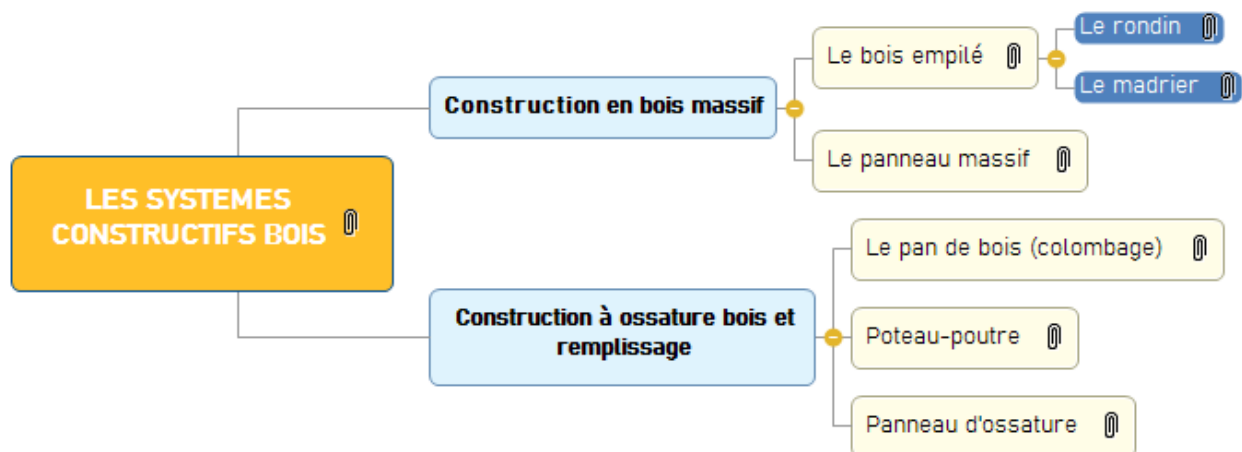 LES SYSTEMES
CONSTRUCTIFS BOIS
Construction en bois massif
Le bois empilé
Le rondin
Le madrier
Le panneau massif
Construction à ossature bois et
remplissage
Le pan de bois (colombage)
Poteau-poutre
Panneau d'ossature